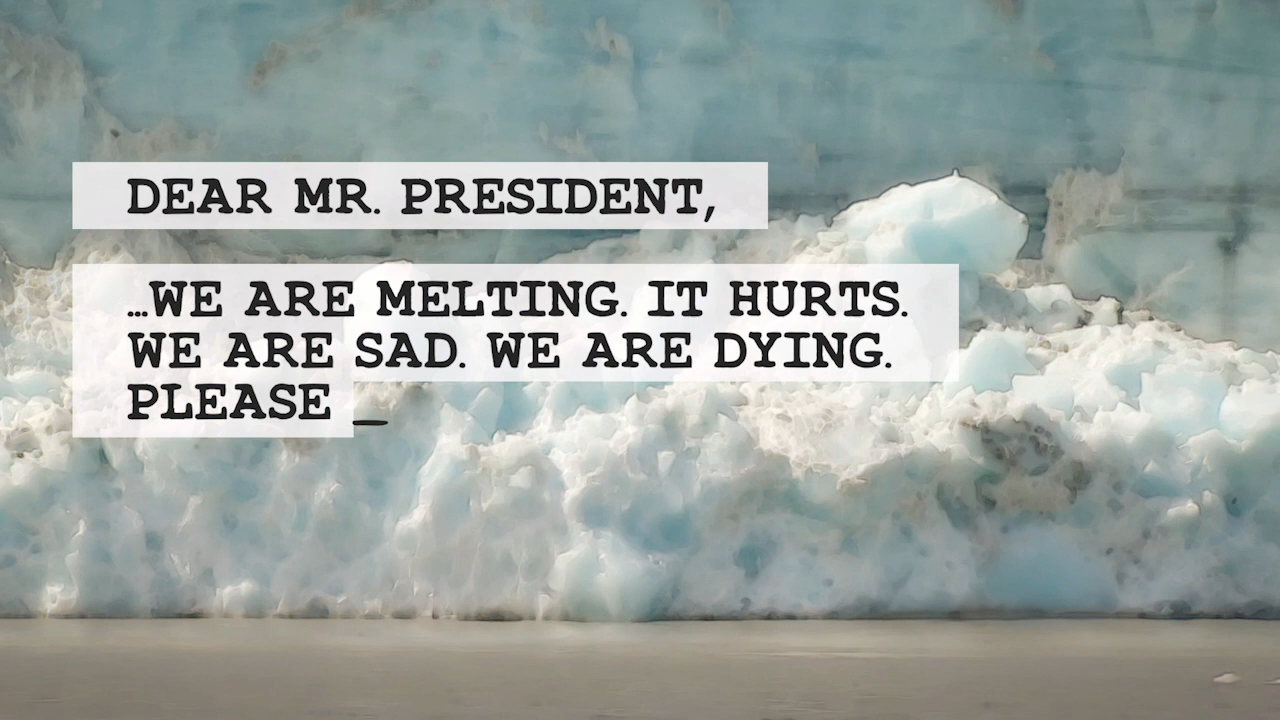 DEAR MR. PRESIDENT,
...WE ARE MELTING. IT HURTS.
WE ARE SAD. WE ARE DYING.
PLEASE _